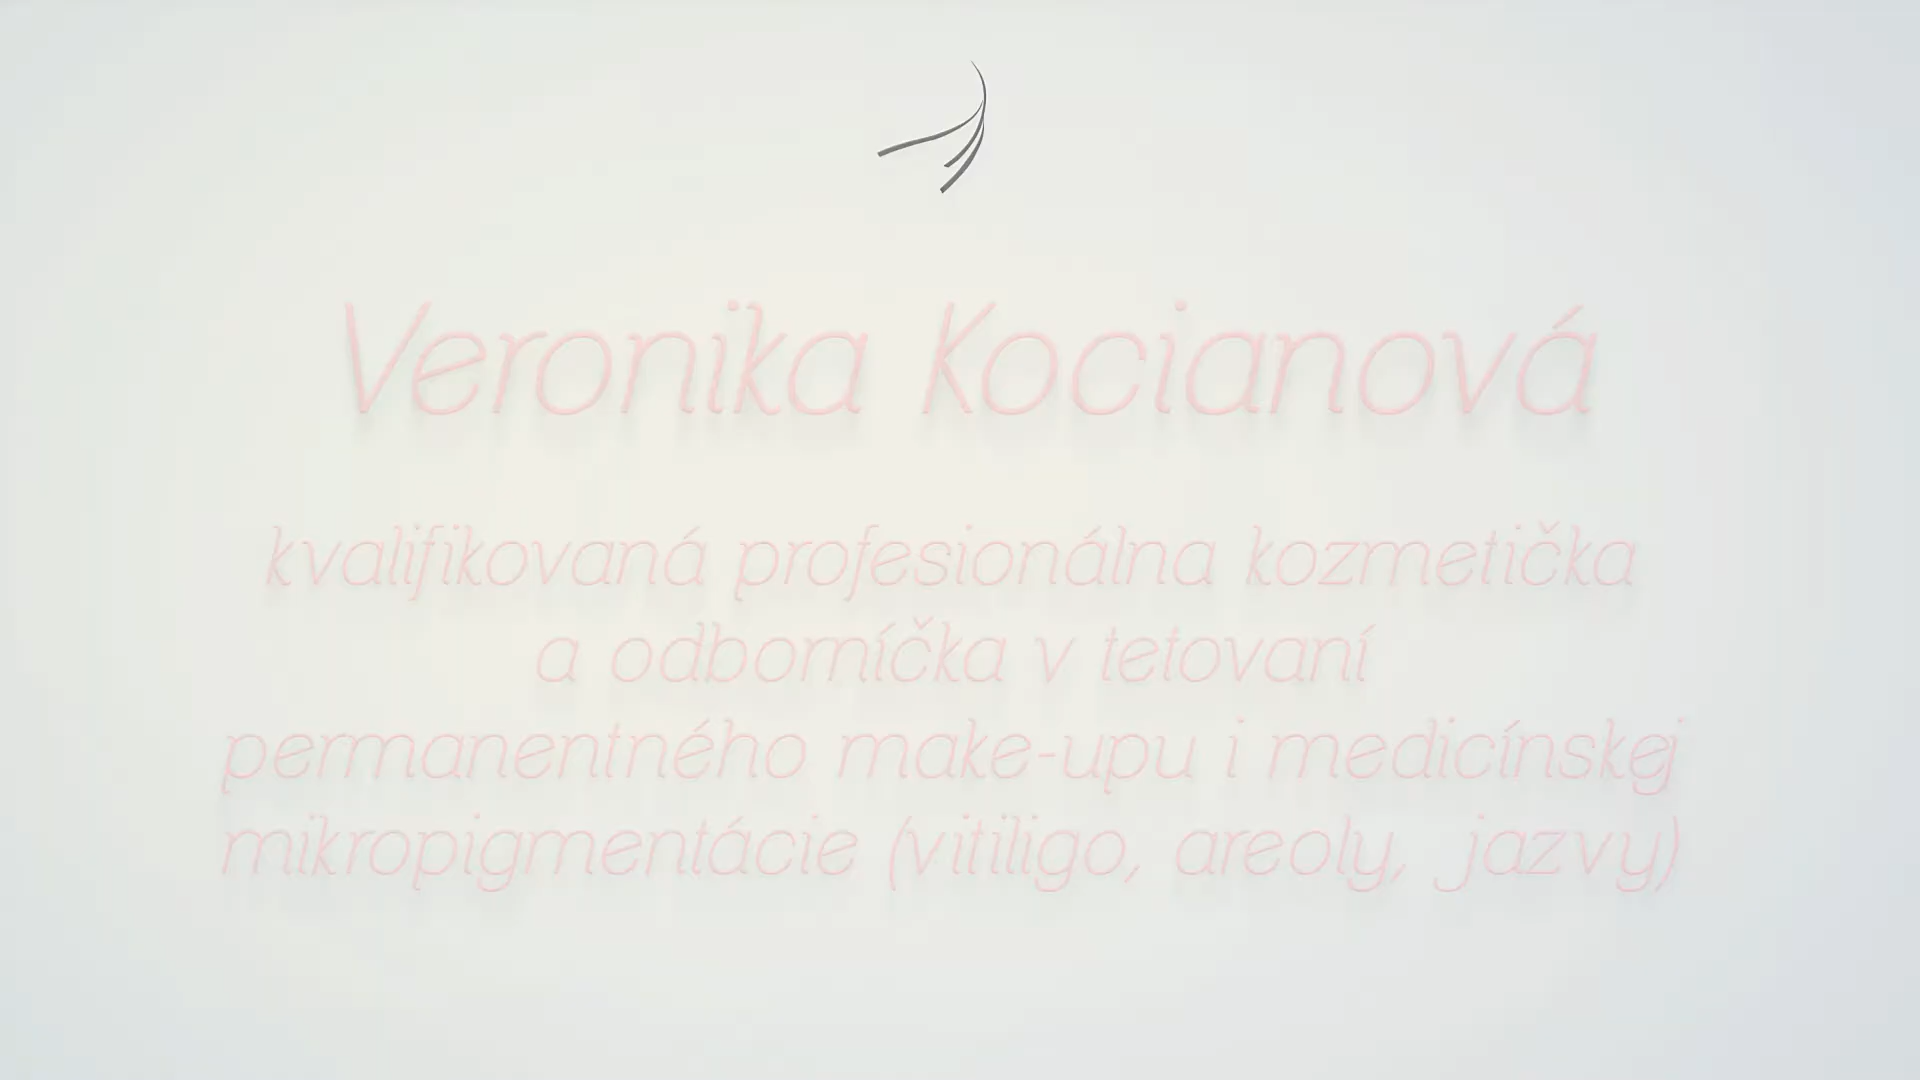 Veronika Kocianová
kvalifikovaná profesionálna kozmetička
a odborníčka v tetovaní
permanentného make-upu i medicínskej
mikropigmentácie (vitiligo, areoly, jazvy)